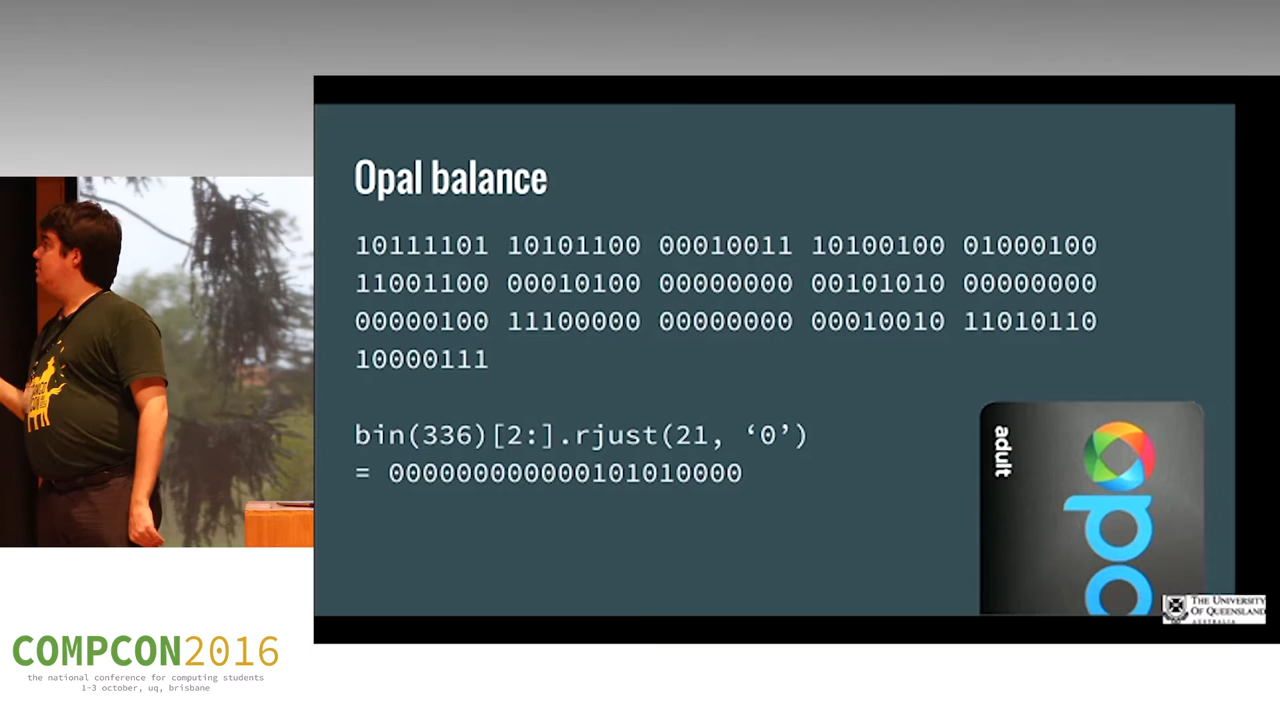 Opal balance
10111101 10101100 00010011 10100100 01000100
11001100 00010100 00000000 00101010 00000000
00000100 11100000 00000000 00010010 11010110
10000111
bin(336)[2:].rjust(21, ‘0’)
= 000000000000101010000
adult
opa
THE UNIVERSITY
OF QUEENSLAND
AUSTRALIA
COMPCON2016
the national conference for computing students
1-3 october, uq, brisbane